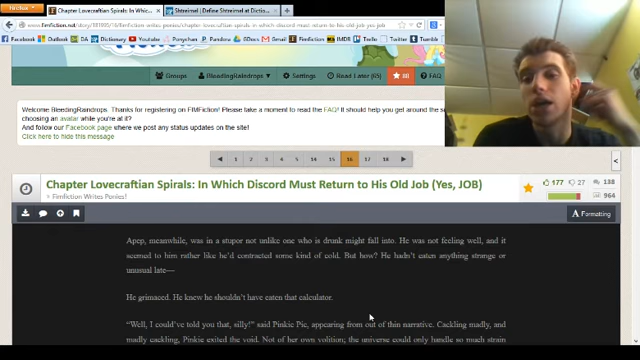 Firefox
Chapter Lovecraftian Spirals: In Which D...
Shtreimel | Define Shtreimel at Diction...
www.fimfiction.net/story/181905/16/fimfiction-writes-ponies/chapter-lovecraftian-spirals-in-which-discord-must-return-to-his-old-job-yes-job
Facebook Outlook DA Dictionary Youtube Drive Skype Pandora GDocs Gmail Fimfiction IMDB Twitter Tumblr
Groups BleedingRaindrops Settings Read Later (65) (8) FAQ
Welcome BleedingRaindrops. Thanks for registering on FIMFiction! Please take a moment to read the FAQ! It should help you get around the
choosing an avatar while you're at it?
And follow our Facebook page where we post any status updates on the site!
Click here to hide this message
1 2 3 4 5 14 15 16 17 18
Chapter Lovecraftian Spirals: In Which Discord Must Return to His Old Job (Yes, JOB)
177 27 138
» Fimfiction Writes Ponies!
964
Formatting
Apep, meanwhile, was in a stupor not unlike one who is drunk might fall into. He was not feeling well, and it
seemed to him rather like he'd contracted some kind of cold. But how? He hadn't eaten anything strange or
unusual late—
He grimaced. He knew he shouldn't have eaten that calculator.
"Well, I could've told you that, silly!" said Pinkie Pie, appearing from out of thin narrative. Cackling madly, and
madly cackling, Pinkie exited the void. Not of her own volition; the universe could only handle so much strain